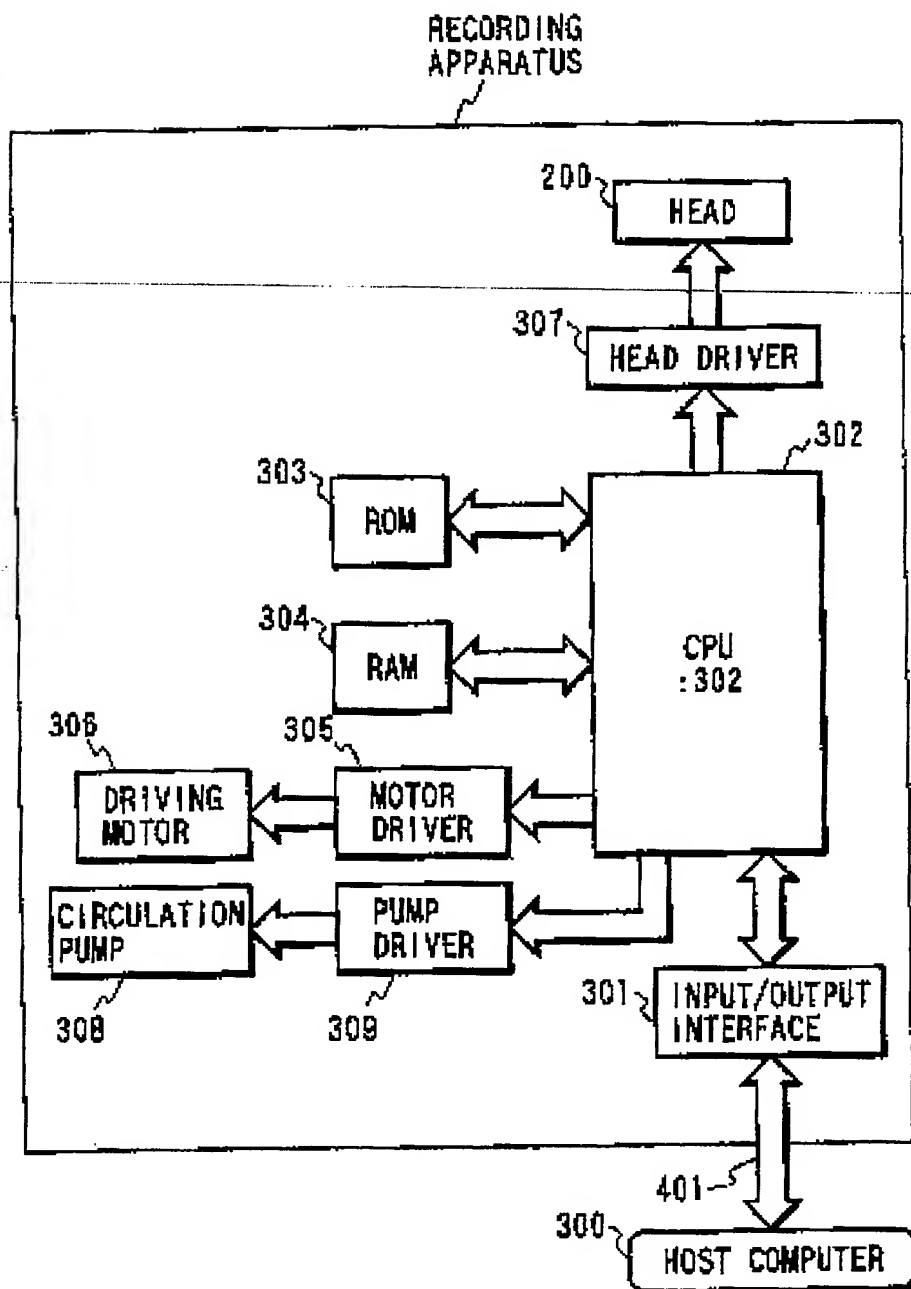 RECORDING
APPARATUS
200
HEAD
307
HEAD DRIVER
302
303
ROM
304
RAM
CPU
:302
306
305
DRIVING
MOTOR
MOTOR
DRIVER
CIRCULATION
PUMP
PUMP
DRIVER
308
309
301
INPUT/OUTPUT
INTERFACE
401
300
HOST COMPUTER